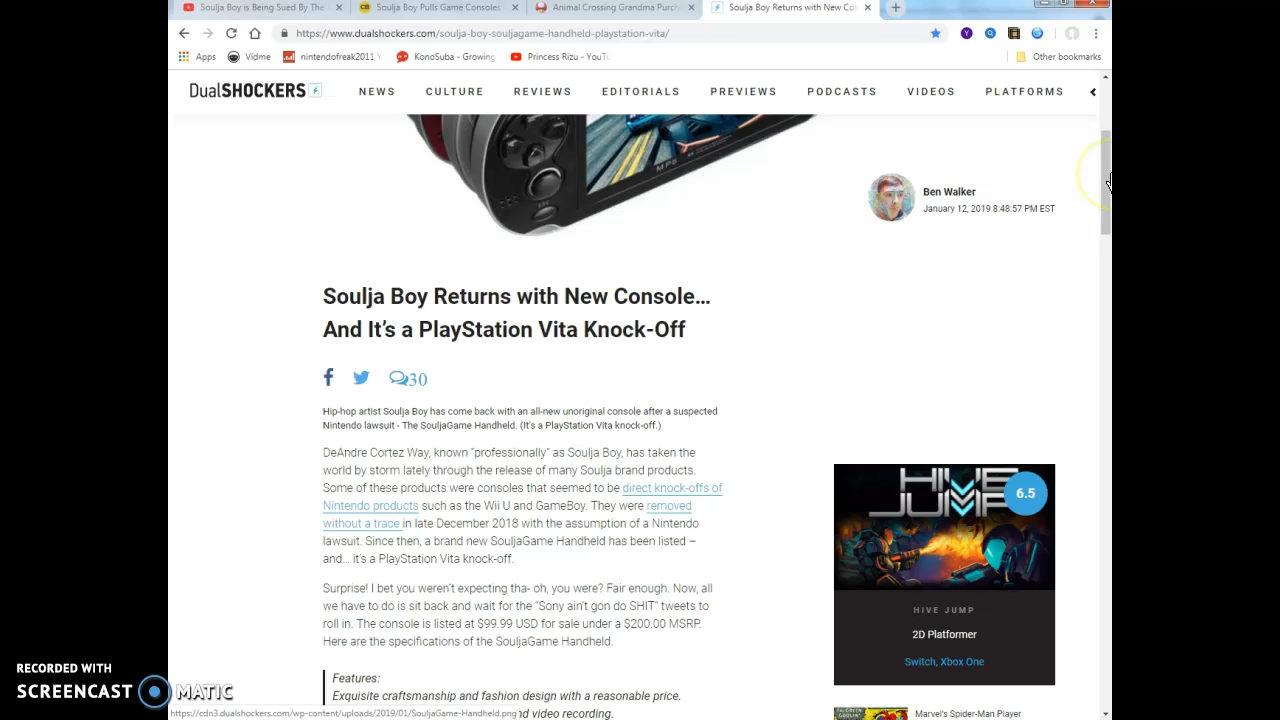 Soulja Boy is Being Sued By The
Soulja Boy Pulls Game Consoles
Animal Crossing Grandma Purch
Soulja Boy Returns with New Co
https://www.dualshockers.com/soulja-boy-souljagame-handheld-playstation-vita/
Apps
Vidme
nintendofreak2011
KonoSuba - Growing
Princess Rizu - YouTu
Other bookmarks
DualSHOCKERS
NEWS
CULTURE
REVIEWS
EDITORIALS
PREVIEWS
PODCASTS
VIDEOS
PLATFORMS
MP5
Ben Walker
January 12, 2019 8:48:57 PM EST
Soulja Boy Returns with New Console…
And It's a PlayStation Vita Knock-Off
30
Hip-hop artist Soulja Boy has come back with an all-new unoriginal console after a suspected
Nintendo lawsuit - The SouljaGame Handheld. (It's a PlayStation Vita knock-off.)
DeAndre Cortez Way, known “professionally” as Soulja Boy, has taken the
world by storm lately through the release of many Soulja brand products.
Some of these products were consoles that seemed to be direct knock-offs of
Nintendo products such as the Wii U and GameBoy. They were removed
without a trace in late December 2018 with the assumption of a Nintendo
lawsuit. Since then, a brand new SouljaGame Handheld has been listed –
and… it's a PlayStation Vita knock-off.
Surprise! I bet you weren't expecting tha- oh, you were? Fair enough. Now, all
we have to do is sit back and wait for the “Sony ain't gon do SHIT” tweets to
roll in. The console is listed at $99.99 USD for sale under a $200.00 MSRP.
Here are the specifications of the SouljaGame Handheld.
Features:
Exquisite craftsmanship and fashion design with a reasonable price.
nd video recording.
HIVE
JUMP
6.5
HIVE JUMP
2D Platformer
Switch, Xbox One
Marvel's Spider-Man Player
RECORDED WITH
SCREENCAST MATIC
https://cdn3.dualshockers.com/wp-content/uploads/2019/01/SouljaGame-Handheld.png